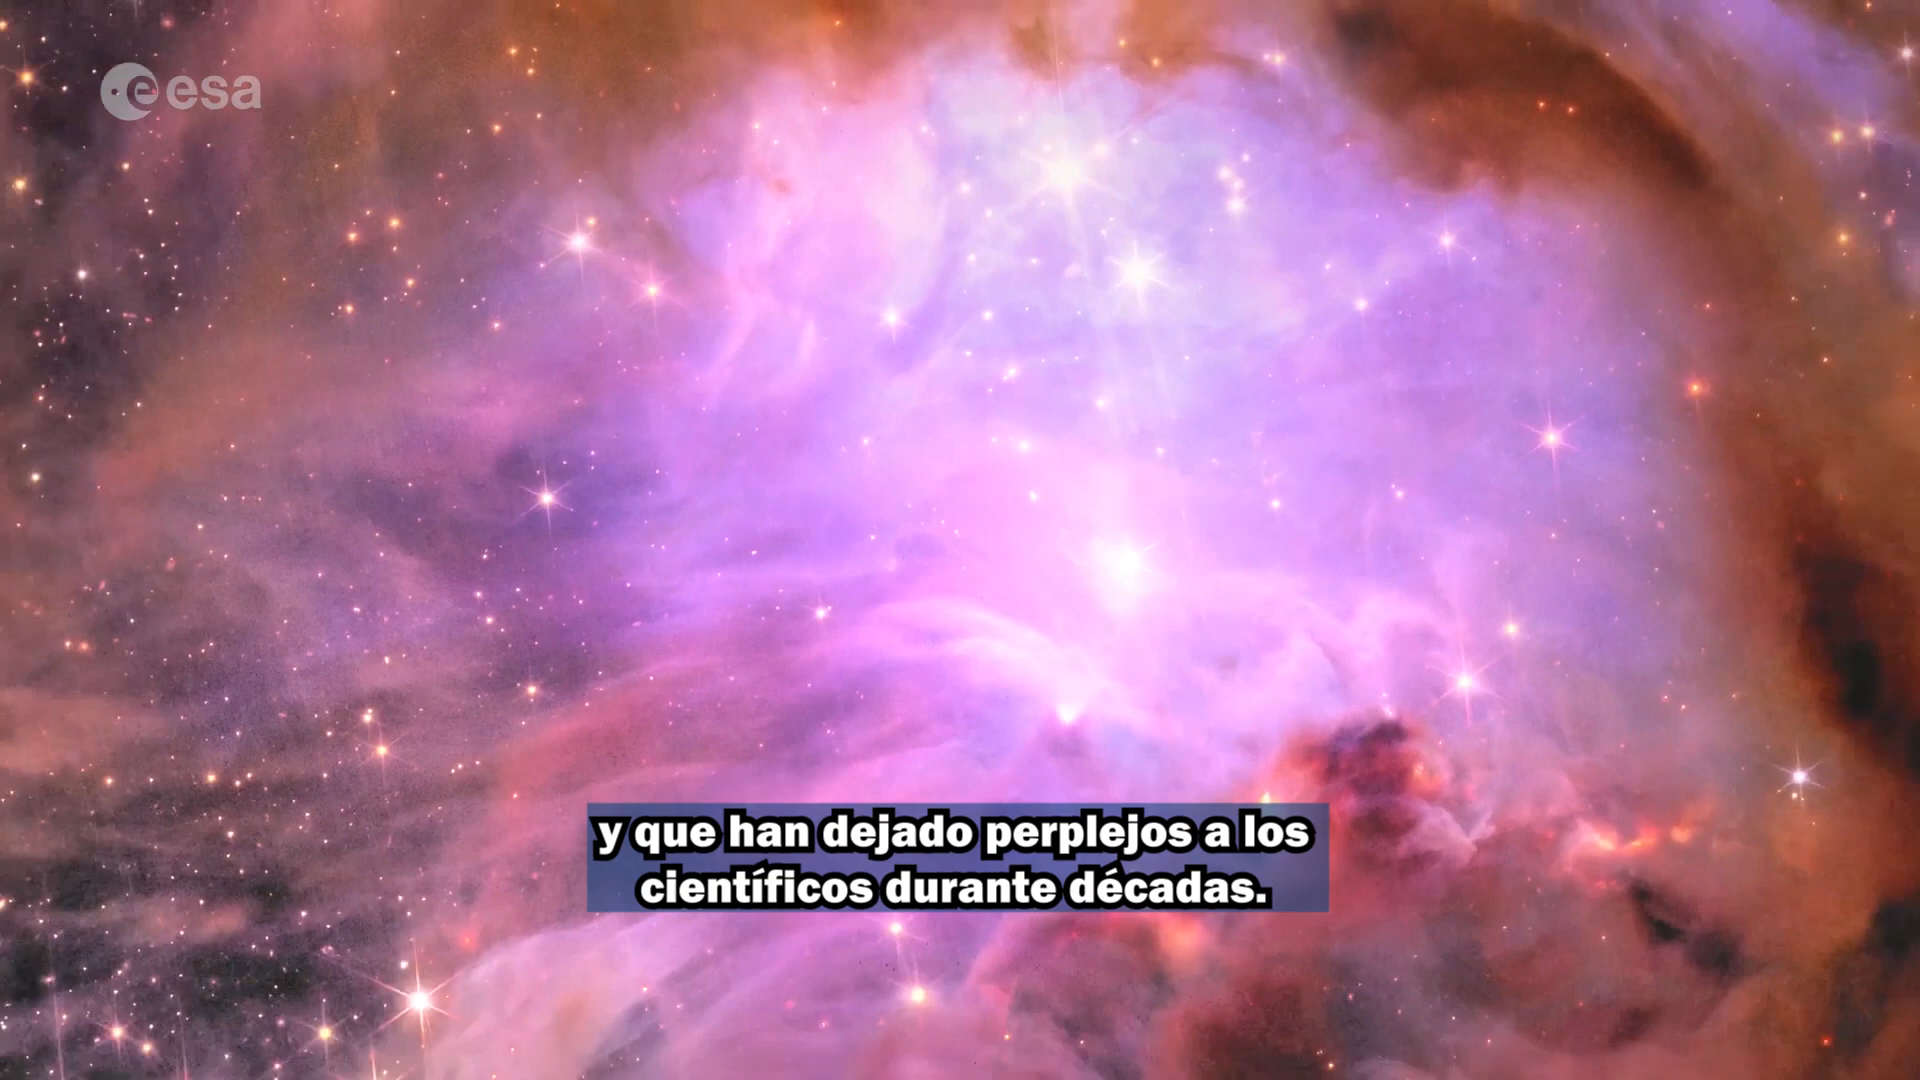 esa
y que han dejado perplejos a los
científicos durante décadas.